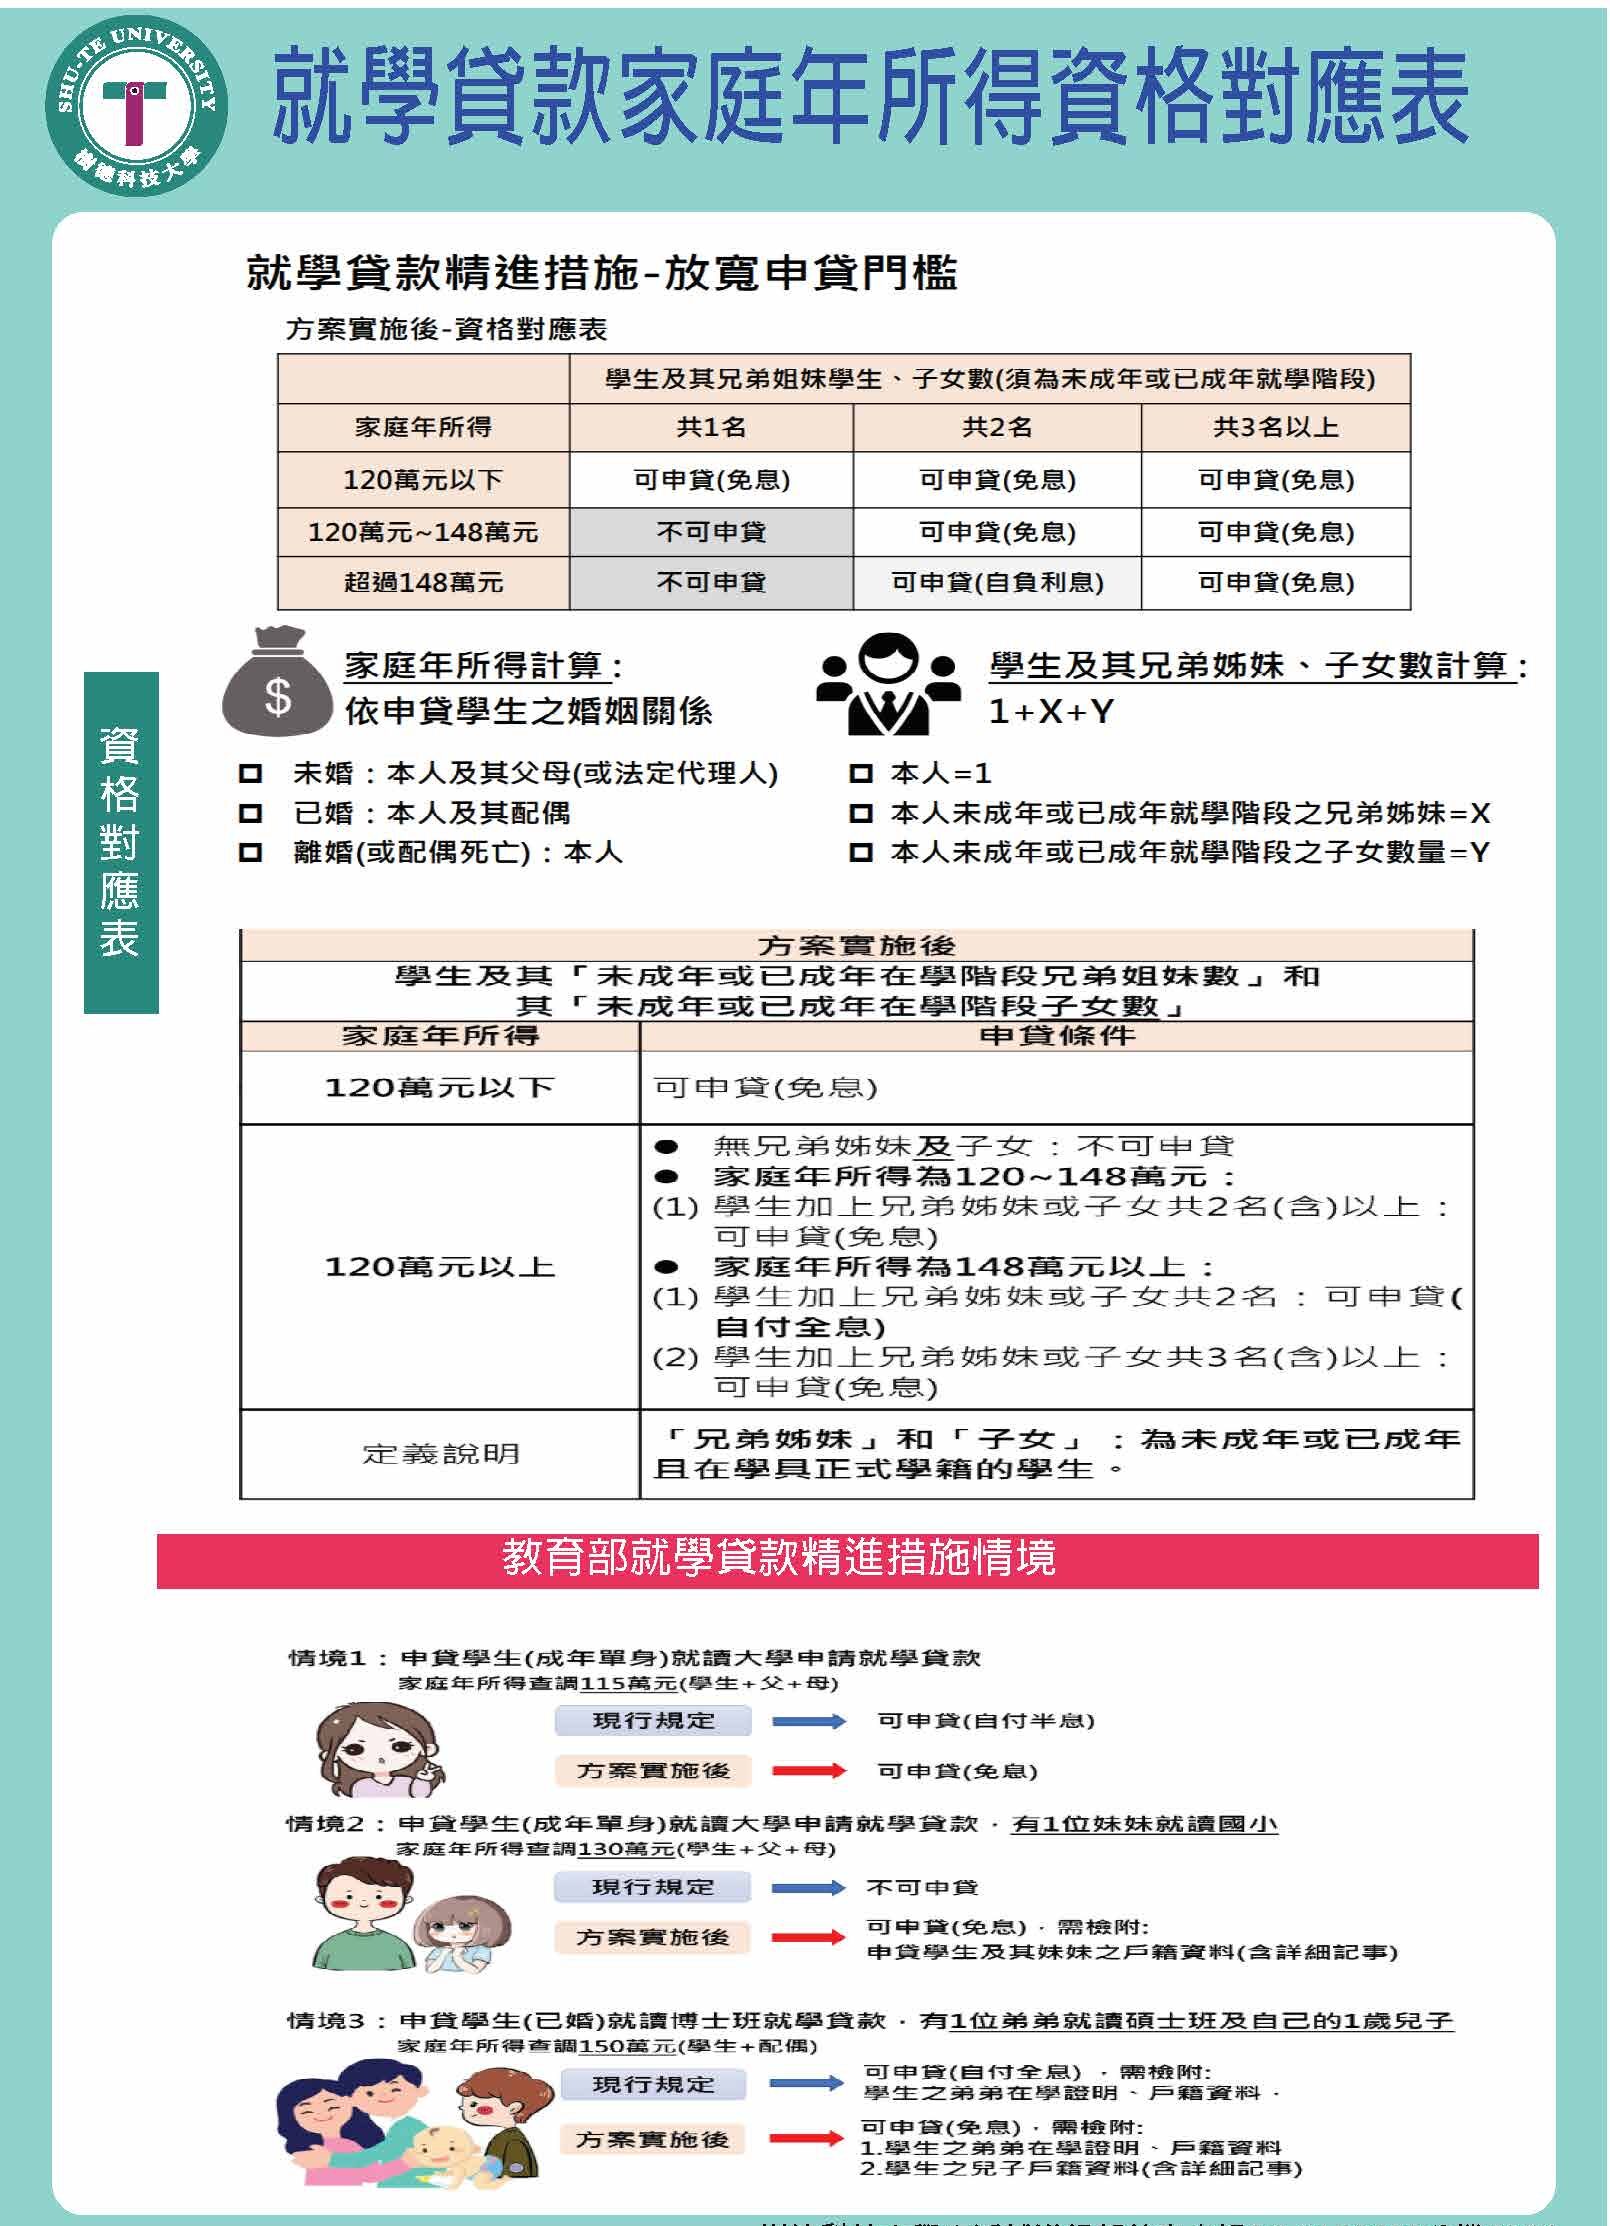 SHU-TE UNIVERSITY
樹德科技大學
就學貸款家庭年所得資格對應表
就學貸款精進措施-放寬申貸門檻
方案實施後-資格對應表
學生及其兄弟姐妹學生、子女數(須為未成年或已成年就學階段)
家庭年所得 共1名 共2名 共3名以上
120萬元以下 可申貸(免息) 可申貸(免息) 可申貸(免息)
120萬元~148萬元 不可申貸 可申貸(免息) 可申貸(免息)
超過148萬元 不可申貸 可申貸(自負利息) 可申貸(免息)
$
家庭年所得計算:
依申貸學生之婚姻關係
未婚：本人及其父母(或法定代理人)
已婚：本人及其配偶
離婚(或配偶死亡)：本人
學生及其兄弟姊妹、子女數計算:
1+X+Y
本人=1
本人未成年或已成年就學階段之兄弟姊妹=X
本人未成年或已成年就學階段之子女數量=Y
資格對應表
方案實施後
學生及其「未成年或已成年在學階段兄弟姐妹數」和
其「未成年或已成年在學階段子女數」
家庭年所得 申貸條件
120萬元以下 可申貸(免息)
120萬元以上
● 無兄弟姊妹及子女：不可申貸
● 家庭年所得為120~148萬元：
(1) 學生加上兄弟姊妹或子女共2名(含)以上：
可申貸(免息)
● 家庭年所得為148萬元以上：
(1) 學生加上兄弟姊妹或子女共2名：可申貸(
自付全息)
(2) 學生加上兄弟姊妹或子女共3名(含)以上：
可申貸(免息)
定義說明
「兄弟姊妹」和「子女」：為未成年或已成年
且在學具正式學籍的學生。
教育部就學貸款精進措施情境
情境1：申貸學生(成年單身)就讀大學申請就學貸款
家庭年所得查調115萬元(學生+父+母)
現行規定 可申貸(自付半息)
方案實施後 可申貸(免息)
情境2：申貸學生(成年單身)就讀大學申請就學貸款，有1位妹妹就讀國小
家庭年所得查調130萬元(學生+父+母)
現行規定 不可申貸
方案實施後 可申貸(免息)，需檢附:
申貸學生及其妹妹之戶籍資料(含詳細記事)
情境3：申貸學生(已婚)就讀博士班就學貸款，有1位弟弟就讀碩士班及自己的1歲兒子
家庭年所得查調150萬元(學生+配偶)
現行規定 可申貸(自付全息)，需檢附:
學生之弟弟在學證明、戶籍資料，
方案實施後 可申貸(免息)，需檢附:
1.學生之弟弟在學證明、戶籍資料
2.學生之兒子戶籍資料(含詳細記事)